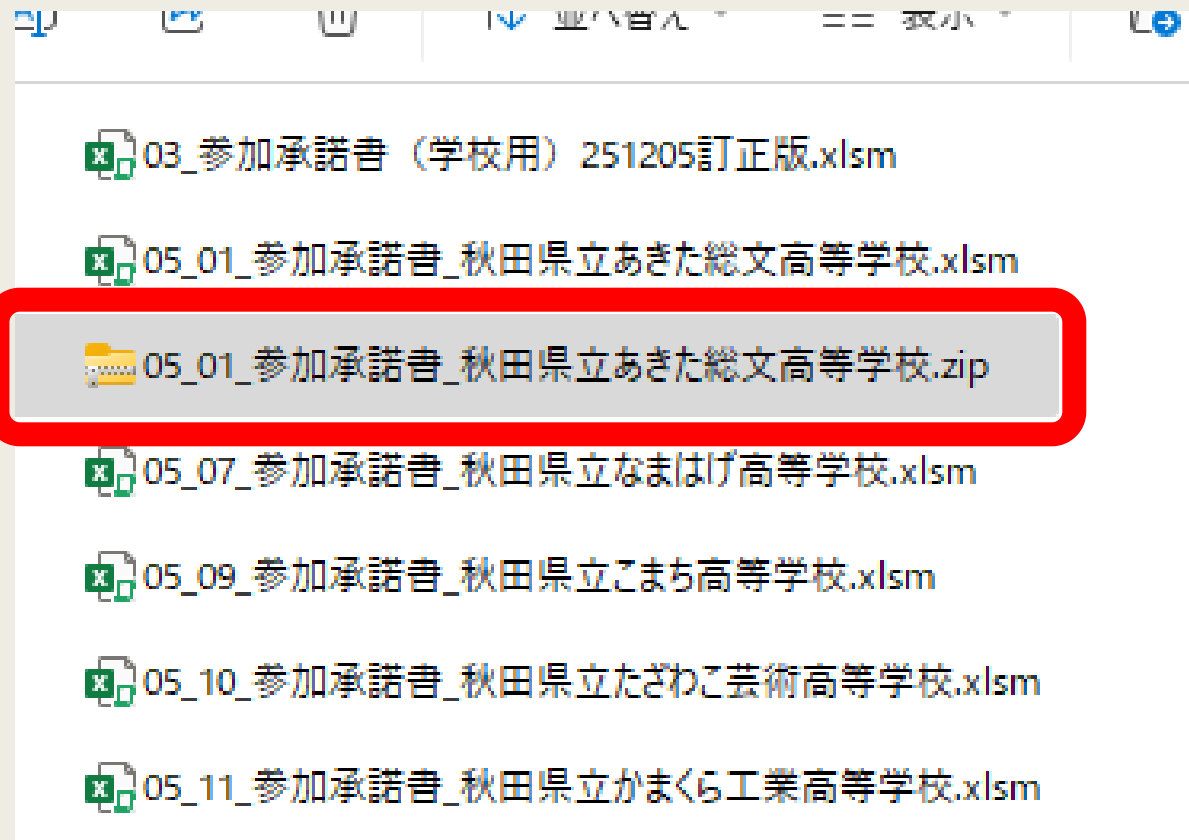 並べ替え
表示
03_参加承諾書（学校用）251205訂正版.xlsm
05_01_参加承諾書_秋田県立あきた総文高等学校.xlsm
05_01_参加承諾書_秋田県立あきた総文高等学校.zip
05_07_参加承諾書_秋田県立なまはげ高等学校.xlsm
05_09_参加承諾書_秋田県立こまち高等学校.xlsm
05_10_参加承諾書_秋田県立たざわこ芸術高等学校.xlsm
05_11_参加承諾書_秋田県立かまくら工業高等学校.xlsm